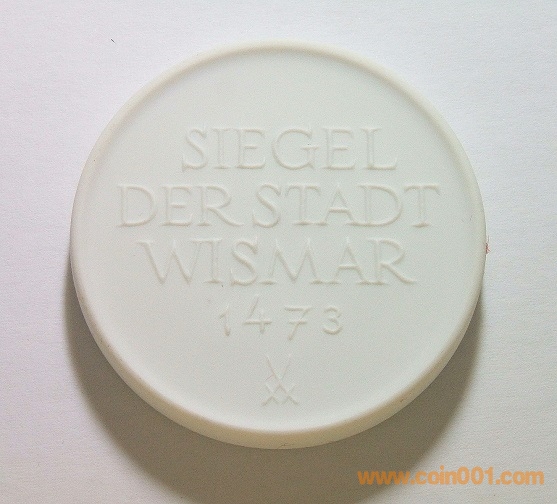 SIEGEL
DER STADT
WISMAR
1473
www.coin001.com